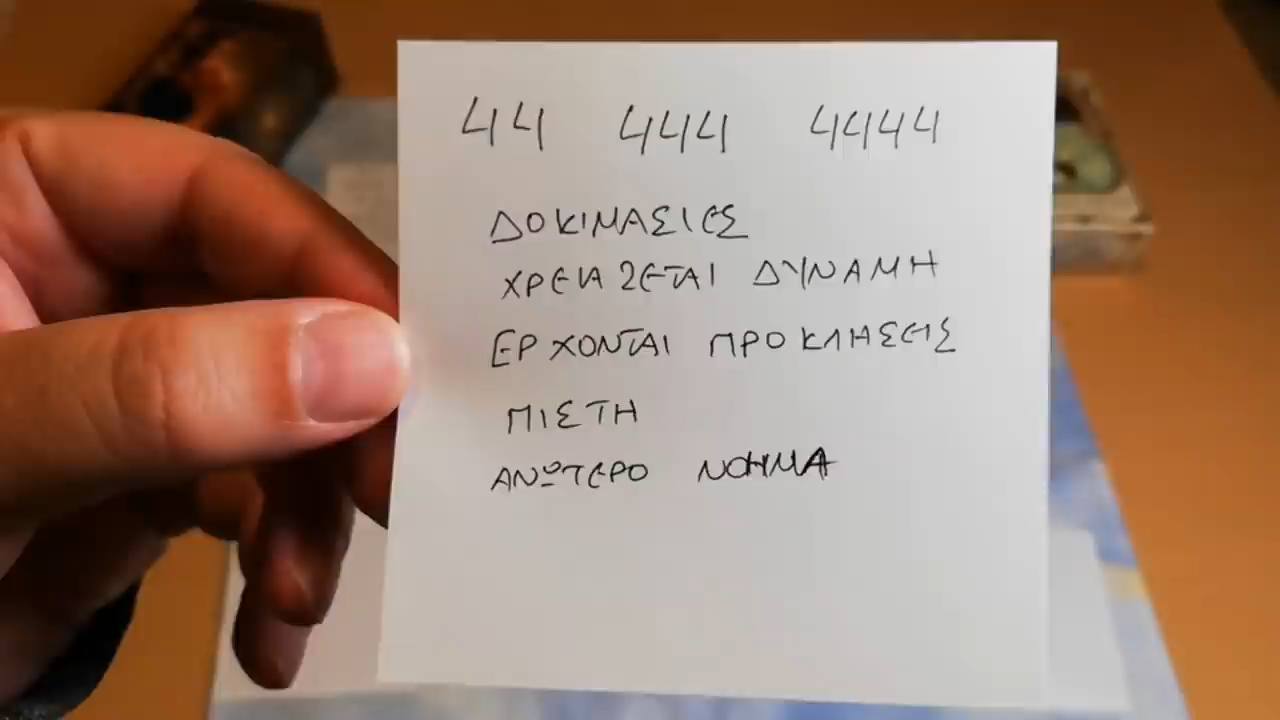 44 444 4444
ΔΟΚΙΜΑΣΙΕΣ
ΧΡΕΙΑΖΕΤΑΙ ΔΥΝΑΜΗ
ΕΡΧΟΝΤΑΙ ΠΡΟΚΛΗΣΕΙΣ
ΠΙΣΤΗ
ΑΝΩΤΕΡΟ ΝΟΗΜΑ